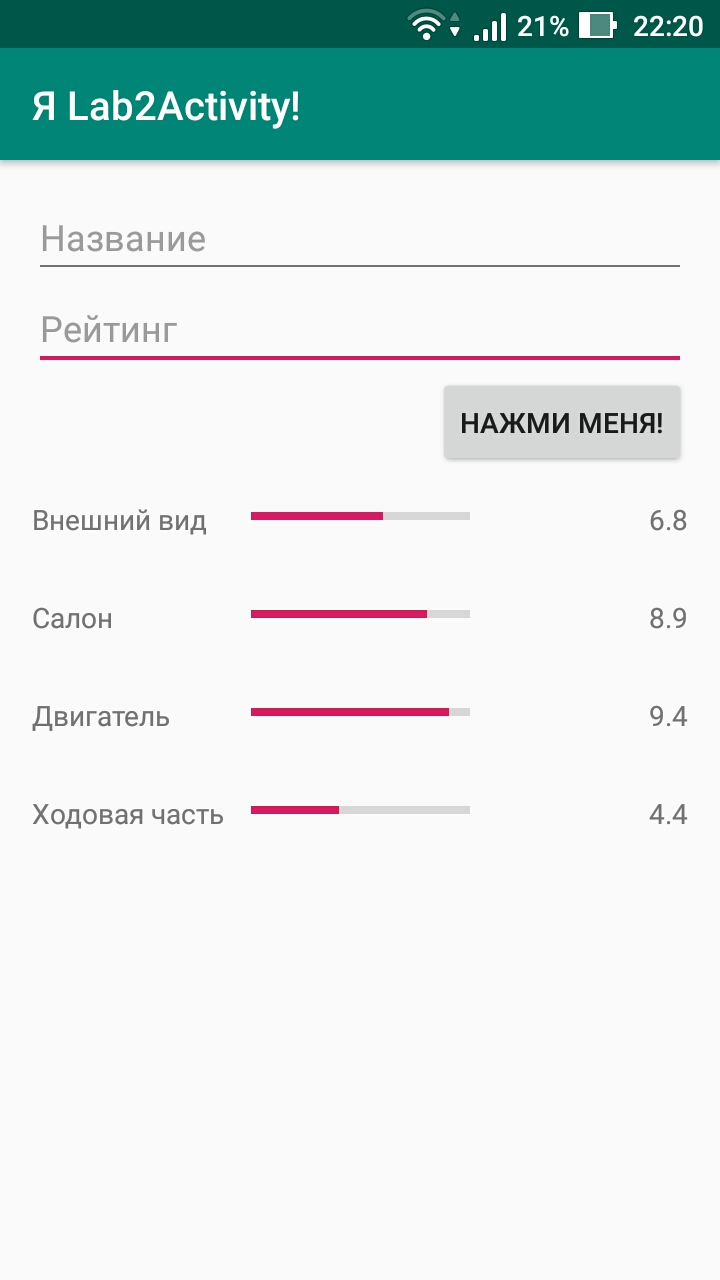 21% 22:20
Я Lab2Activity!
Название
Рейтинг
НАЖМИ МЕНЯ!
Внешний вид 6.8
Салон 8.9
Двигатель 9.4
Ходовая часть 4.4